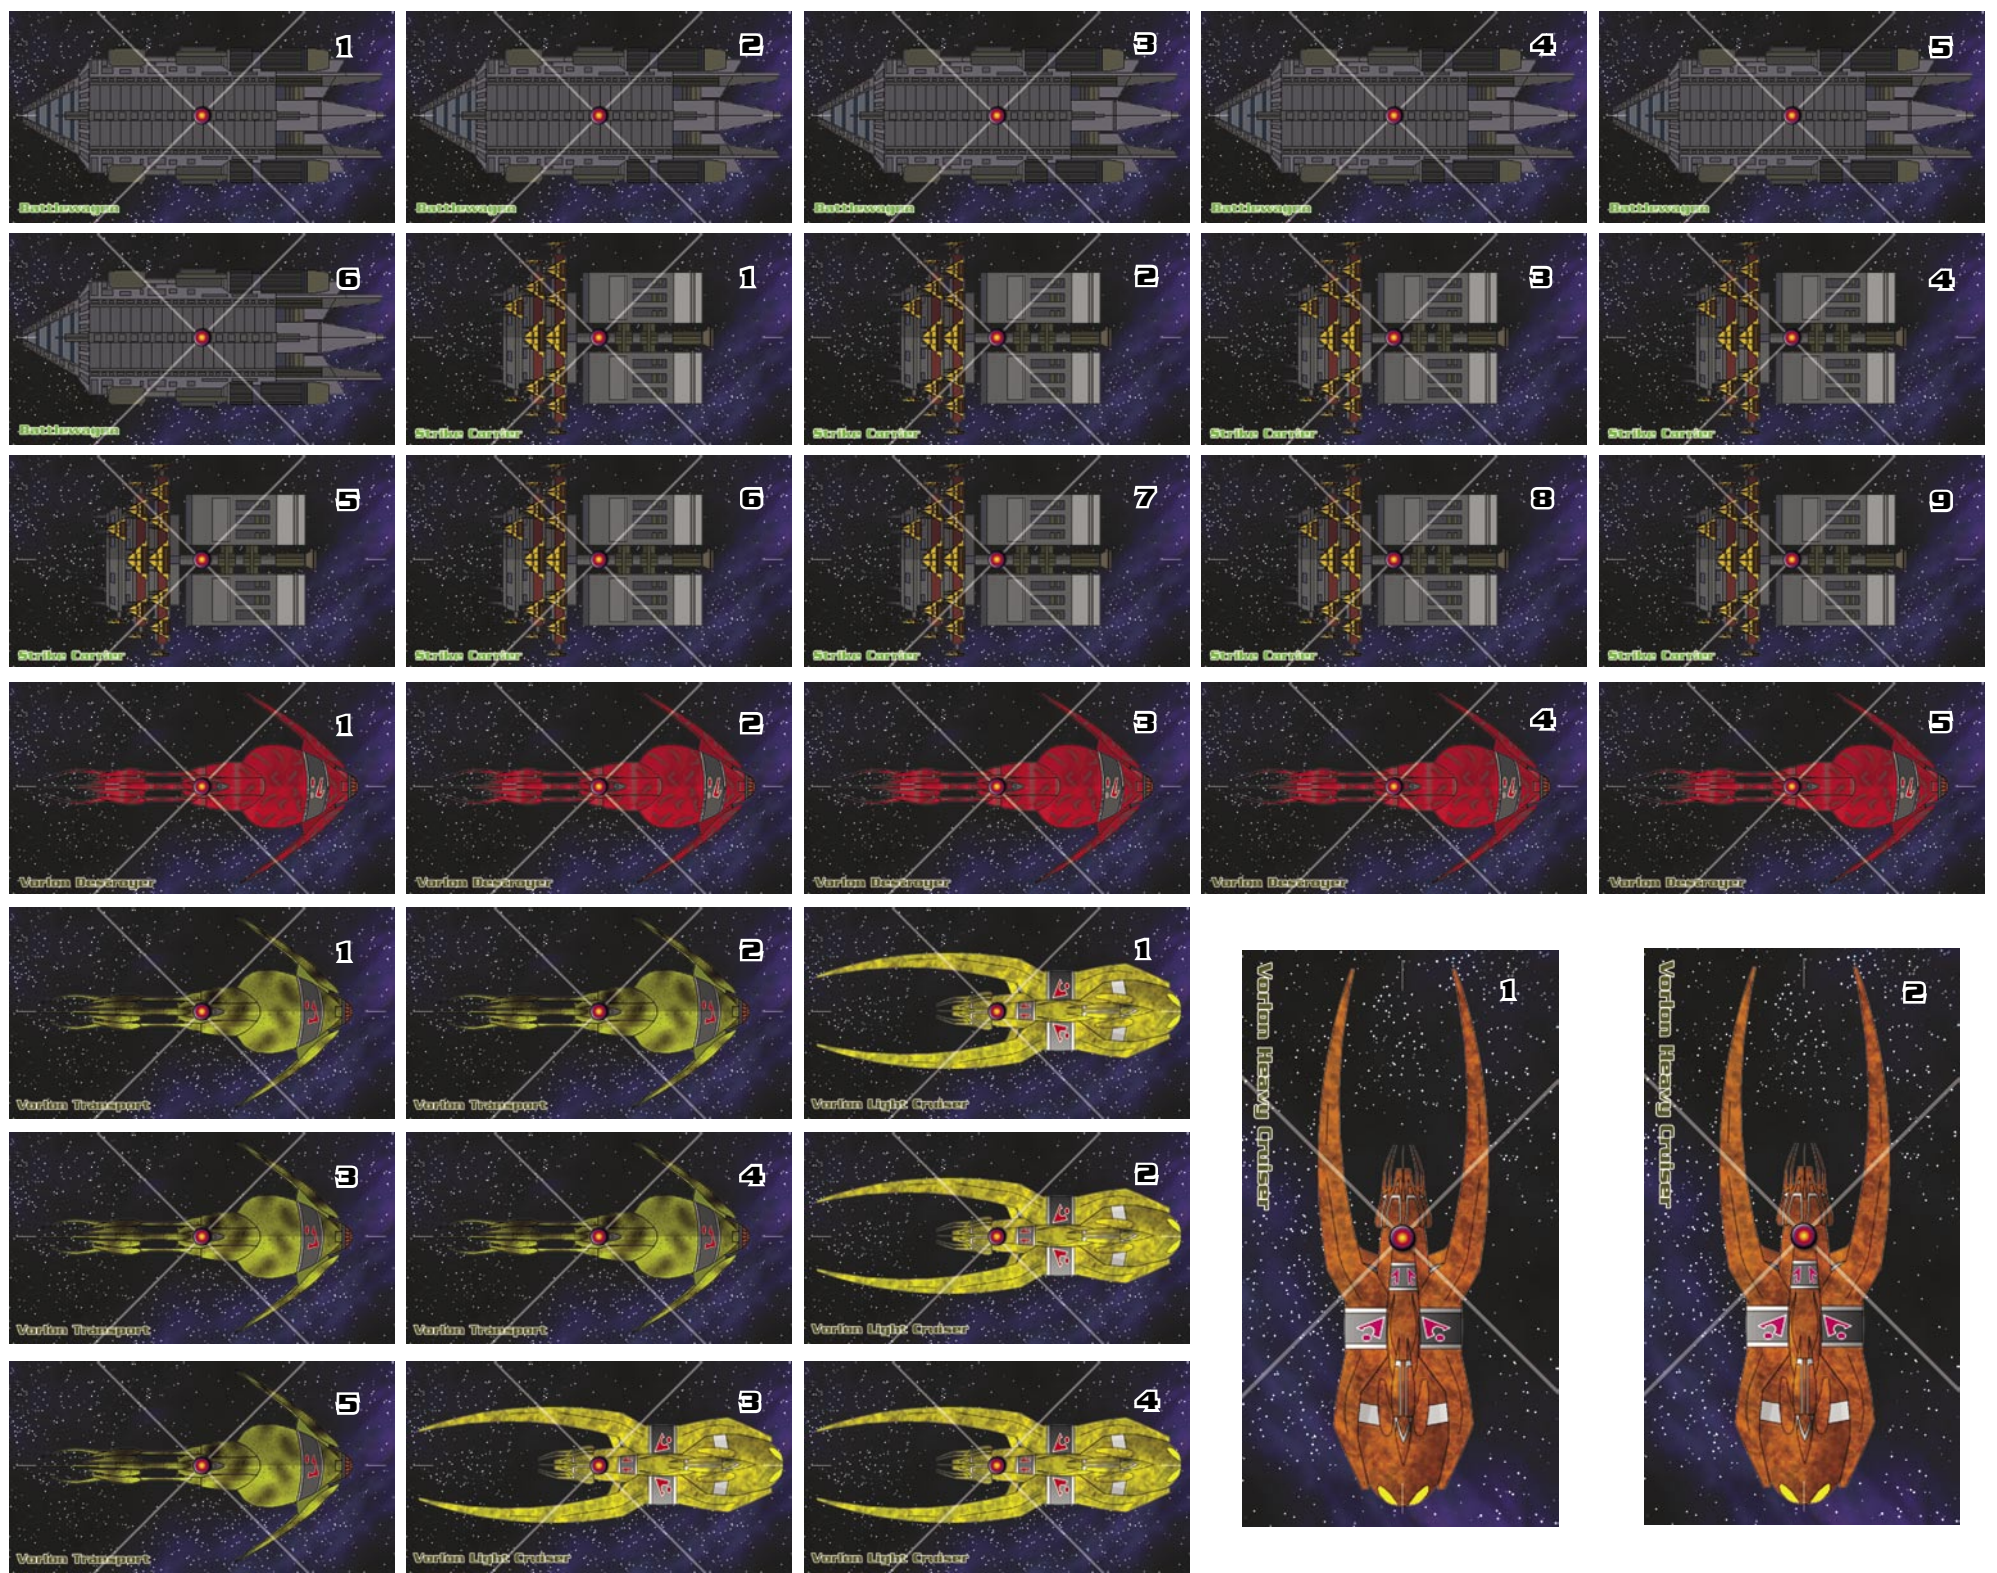 1
Battlewagon
2
Battlewagon
3
Battlewagon
4
Battlewagon
5
Battlewagon
6
Battlewagon
1
Strike Carrier
2
Strike Carrier
3
Strike Carrier
4
Strike Carrier
5
Strike Carrier
6
Strike Carrier
7
Strike Carrier
8
Strike Carrier
9
Strike Carrier
1
Vorlon Destroyer
2
Vorlon Destroyer
3
Vorlon Destroyer
4
Vorlon Destroyer
5
Vorlon Destroyer
1
Vorlon Transport
2
Vorlon Transport
1
Vorlon Light Cruiser
1
Vorlon Heavy Cruiser
2
Vorlon Heavy Cruiser
3
Vorlon Transport
4
Vorlon Transport
2
Vorlon Light Cruiser
5
Vorlon Transport
3
Vorlon Light Cruiser
4
Vorlon Light Cruiser